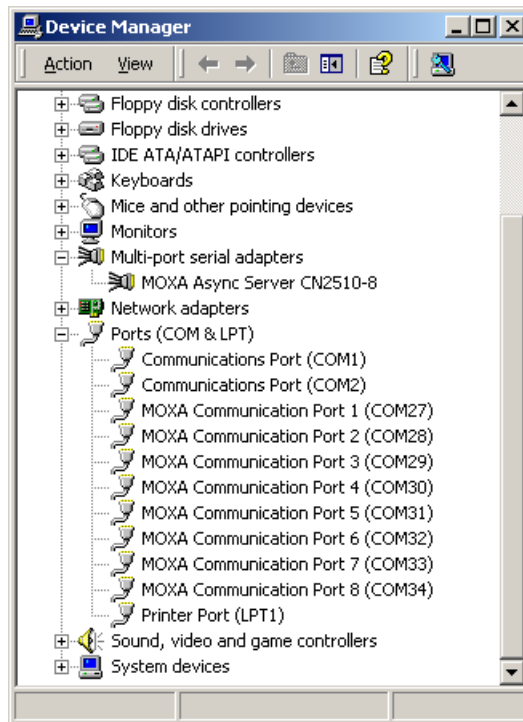 Device Manager
Action View
Floppy disk controllers
Floppy disk drives
IDE ATA/ATAPI controllers
Keyboards
Mice and other pointing devices
Monitors
Multi-port serial adapters
MOXA Async Server CN2510-8
Network adapters
Ports (COM & LPT)
Communications Port (COM1)
Communications Port (COM2)
MOXA Communication Port 1 (COM27)
MOXA Communication Port 2 (COM28)
MOXA Communication Port 3 (COM29)
MOXA Communication Port 4 (COM30)
MOXA Communication Port 5 (COM31)
MOXA Communication Port 6 (COM32)
MOXA Communication Port 7 (COM33)
MOXA Communication Port 8 (COM34)
Printer Port (LPT1)
Sound, video and game controllers
System devices